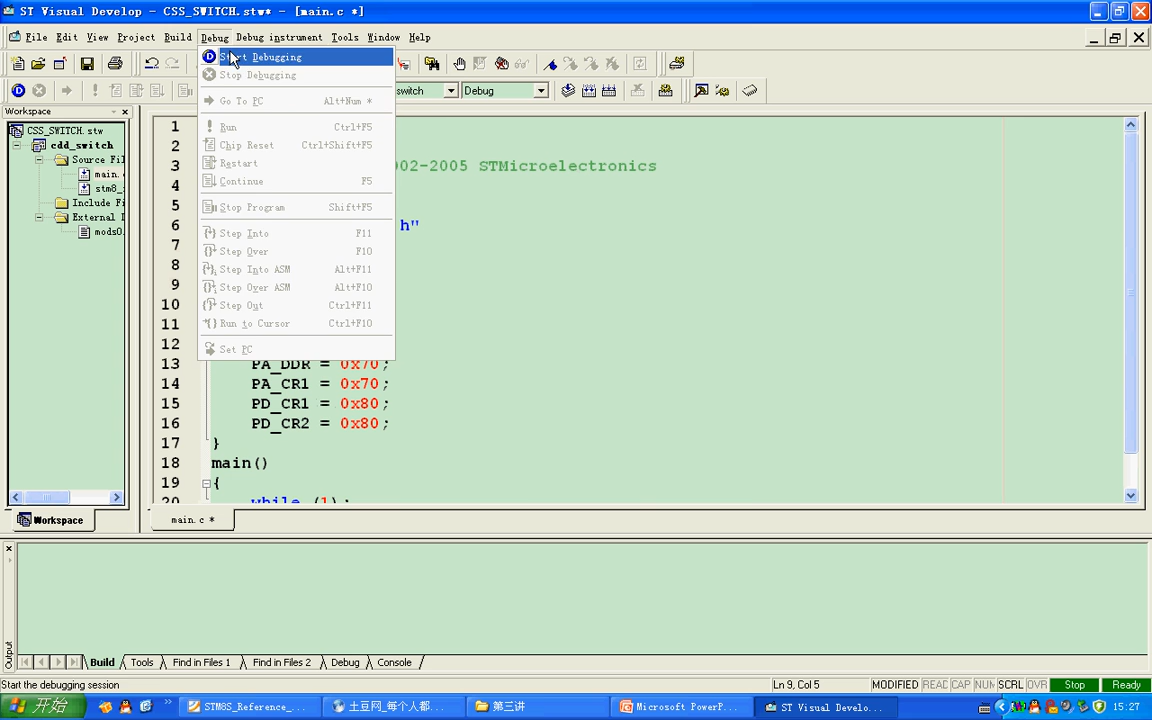 ST Visual Develop - CSS_SWITCH.stw* - [main.c *]
File Edit View Project Build Debug Debug instrument Tools Window Help
Start Debugging
Stop Debugging
switch
Debug
Go To PC Alt+Num *
Workspace
Run Ctrl+F5
CSS_SWITCH.stw
Chip Reset Ctrl+Shift+F5
cdd_switch
Restart
Source Fil
Continue F5
main.
stm8_
Include Fi
External D
mods0.
Stop Program Shift+F5
Step Into F11
Step Over F10
Step Into ASM Alt+F11
Step Over ASM Alt+F10
Step Out Ctrl+F11
Run to Cursor Ctrl+F10
Set PC
1
2
3 02-2005 STMicroelectronics
4
5
6 h"
7
8
9
10
11
12
13 PA_DDR = 0x70;
14 PA_CR1 = 0x70;
15 PD_CR1 = 0x80;
16 PD_CR2 = 0x80;
17 }
18 main()
19 {
20 while (1);
Workspace
main.c *
Output
Build Tools Find in Files 1 Find in Files 2 Debug Console
Start the debugging session
Ln 9, Col 5 MODIFIED READ CAP NUM SCRL OVR Stop Ready
开始 STM8S_Reference_... 土豆网_每个人都... 第三讲 Microsoft PowerP... ST Visual Develo... 15:27